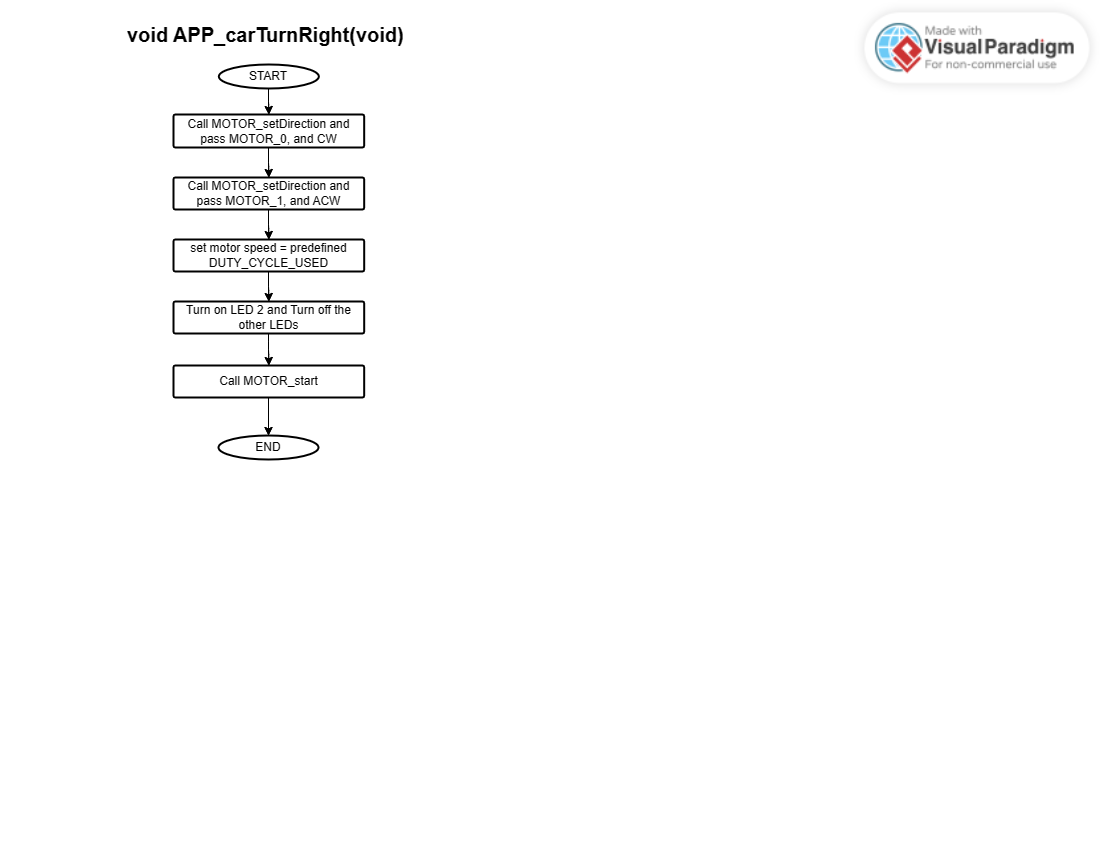 void APP_carTurnRight(void)
Made with
Visual Paradigm
For non-commercial use
START
Call MOTOR_setDirection and
pass MOTOR_0, and CW
Call MOTOR_setDirection and
pass MOTOR_1, and ACW
set motor speed = predefined
DUTY_CYCLE_USED
Turn on LED 2 and Turn off the
other LEDs
Call MOTOR_start
END